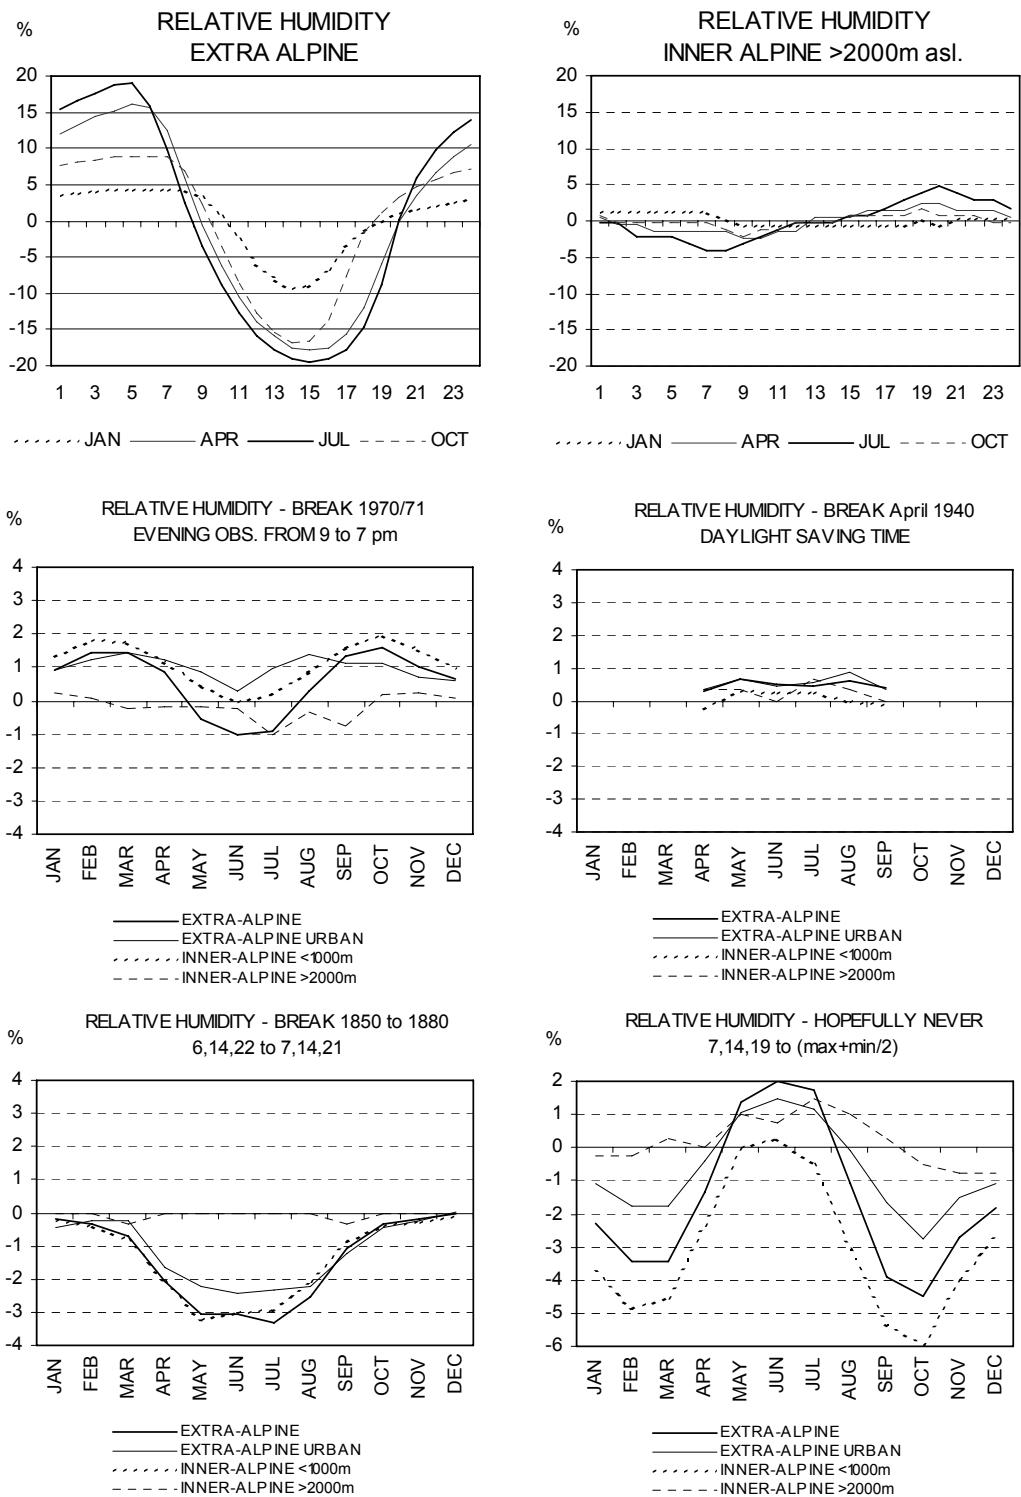 %
RELATIVE HUMIDITY
EXTRA ALPINE
20
15
10
5
0
-5
-10
-15
-20
1 3 5 7 9 11 13 15 17 19 21 23
JAN APR JUL OCT
%
RELATIVE HUMIDITY
INNER ALPINE >2000m asl.
20
15
10
5
0
-5
-10
-15
-20
1 3 5 7 9 11 13 15 17 19 21 23
JAN APR JUL OCT
%
RELATIVE HUMIDITY - BREAK 1970/71
EVENING OBS. FROM 9 to 7 pm
4
3
2
1
0
-1
-2
-3
-4
JAN FEB MAR APR MAY JUN JUL AUG SEP OCT NOV DEC
EXTRA-ALPINE
EXTRA-ALPINE URBAN
INNER-ALPINE <1000m
INNER-ALPINE >2000m
%
RELATIVE HUMIDITY - BREAK April 1940
DAYLIGHT SAVING TIME
4
3
2
1
0
-1
-2
-3
-4
JAN FEB MAR APR MAY JUN JUL AUG SEP OCT NOV DEC
EXTRA-ALPINE
EXTRA-ALPINE URBAN
INNER-ALPINE <1000m
INNER-ALPINE >2000m
%
RELATIVE HUMIDITY - BREAK 1850 to 1880
6,14,22 to 7,14,21
4
3
2
1
0
-1
-2
-3
-4
JAN FEB MAR APR MAY JUN JUL AUG SEP OCT NOV DEC
EXTRA-ALPINE
EXTRA-ALPINE URBAN
INNER-ALPINE <1000m
INNER-ALPINE >2000m
%
RELATIVE HUMIDITY - HOPEFULLY NEVER
7,14,19 to (max+min/2)
2
1
0
-1
-2
-3
-4
-5
-6
JAN FEB MAR APR MAY JUN JUL AUG SEP OCT NOV DEC
EXTRA-ALPINE
EXTRA-ALPINE URBAN
INNER-ALPINE <1000m
INNER-ALPINE >2000m